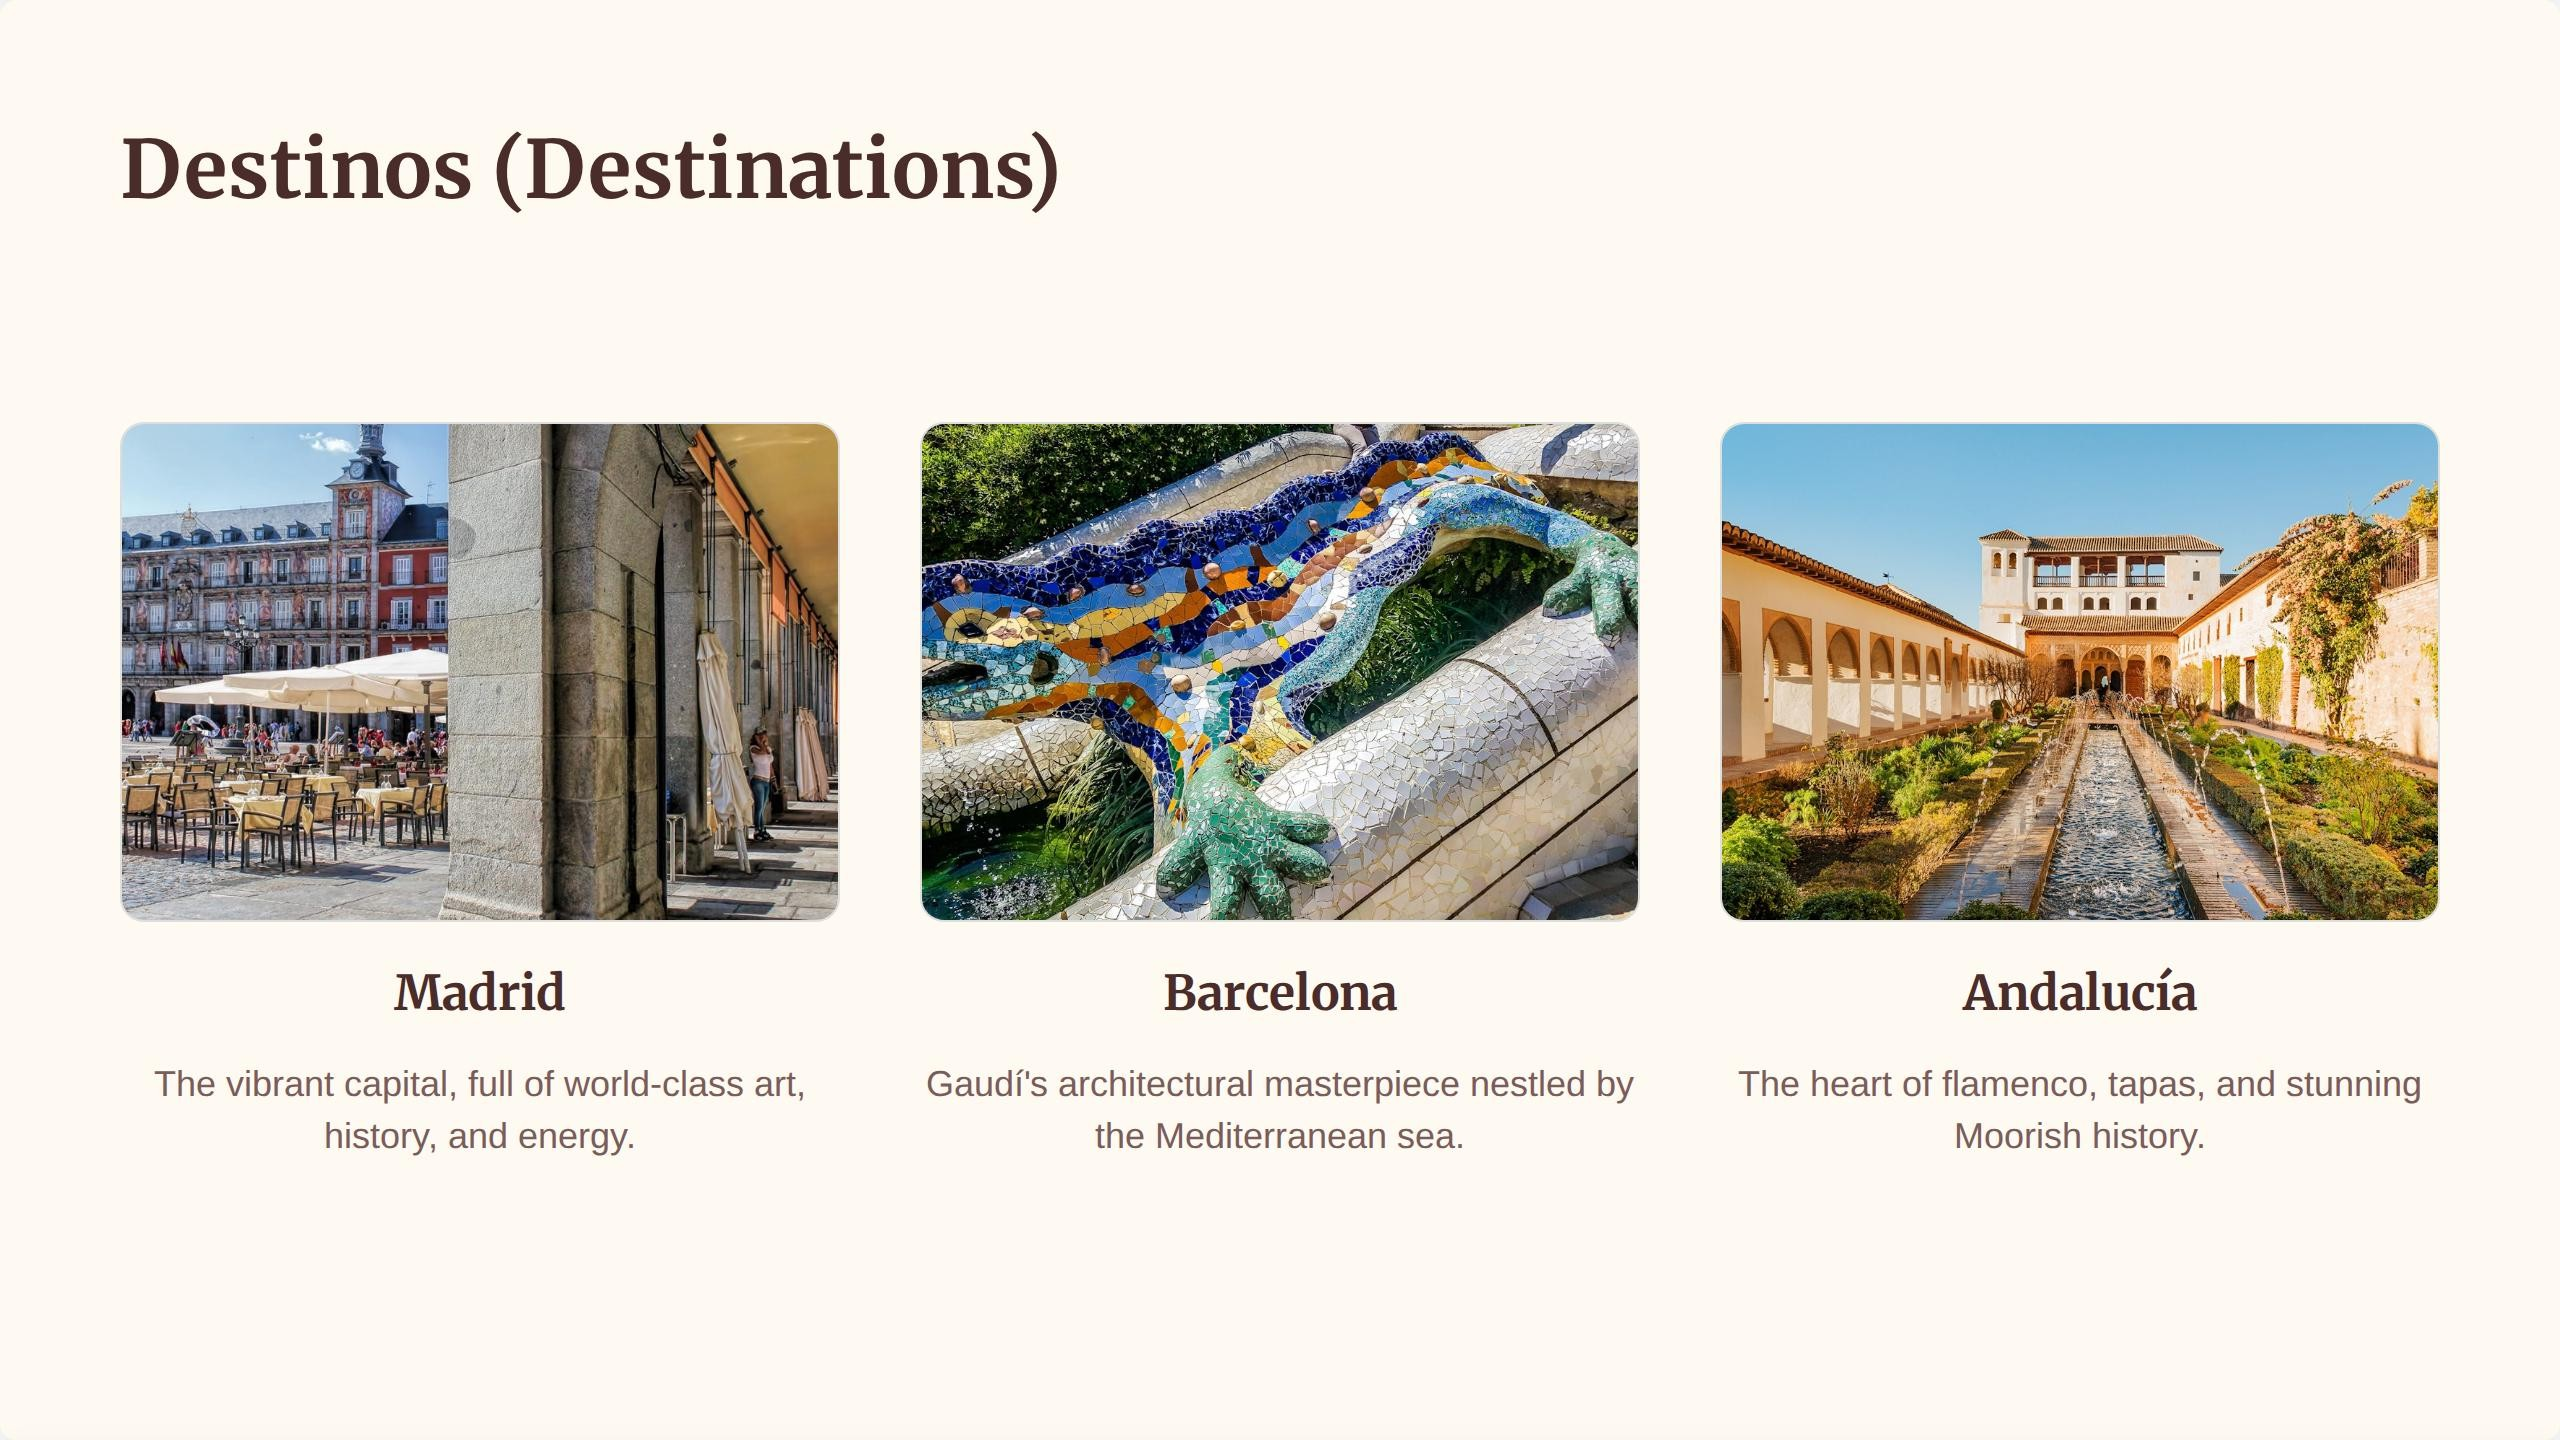 Destinos (Destinations)
Madrid
The vibrant capital, full of world-class art,
history, and energy.
Barcelona
Gaudí's architectural masterpiece nestled by
the Mediterranean sea.
Andalucía
The heart of flamenco, tapas, and stunning
Moorish history.